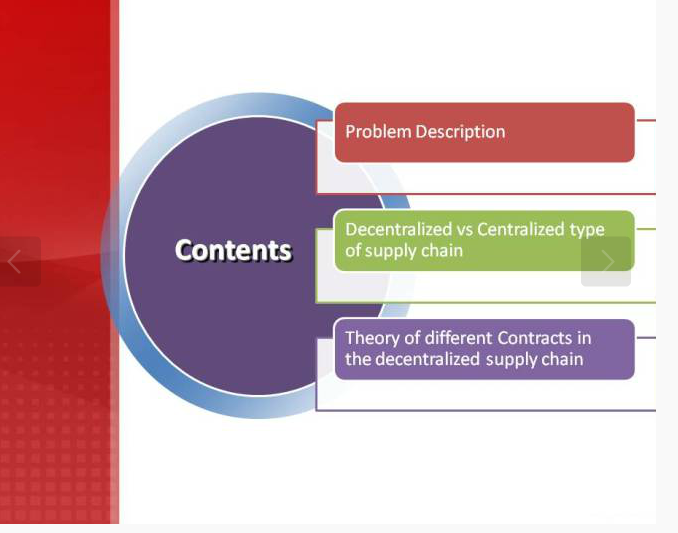 Contents
Problem Description
Decentralized vs Centralized type
of supply chain
Theory of different Contracts in
the decentralized supply chain